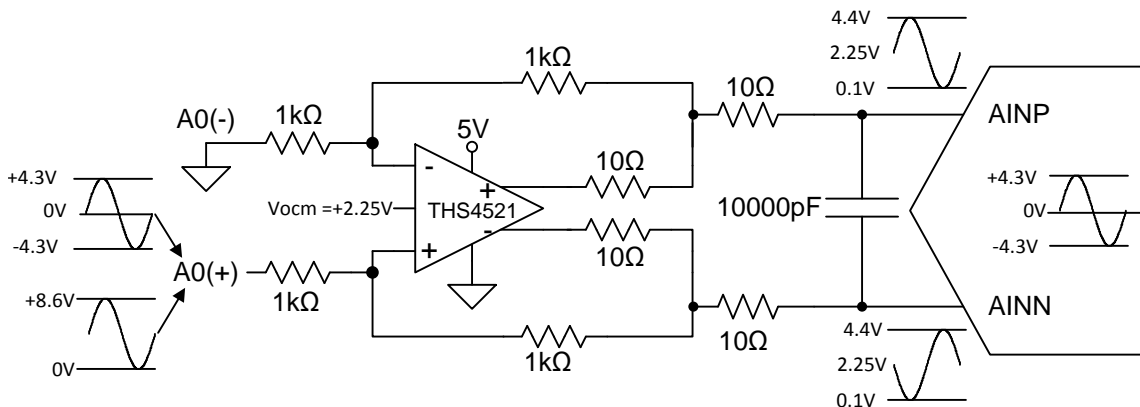 4.4V
2.25V
0.1V
1kΩ
10Ω
1kΩ
A0(-)
5V
AINP
-
+
10Ω
+4.3V
0V
-4.3V
Vocm =+2.25V
THS4521
10000pF
+4.3V
0V
-4.3V
+
-
10Ω
A0(+)
1kΩ
+8.6V
0V
1kΩ
10Ω
AINN
4.4V
2.25V
0.1V